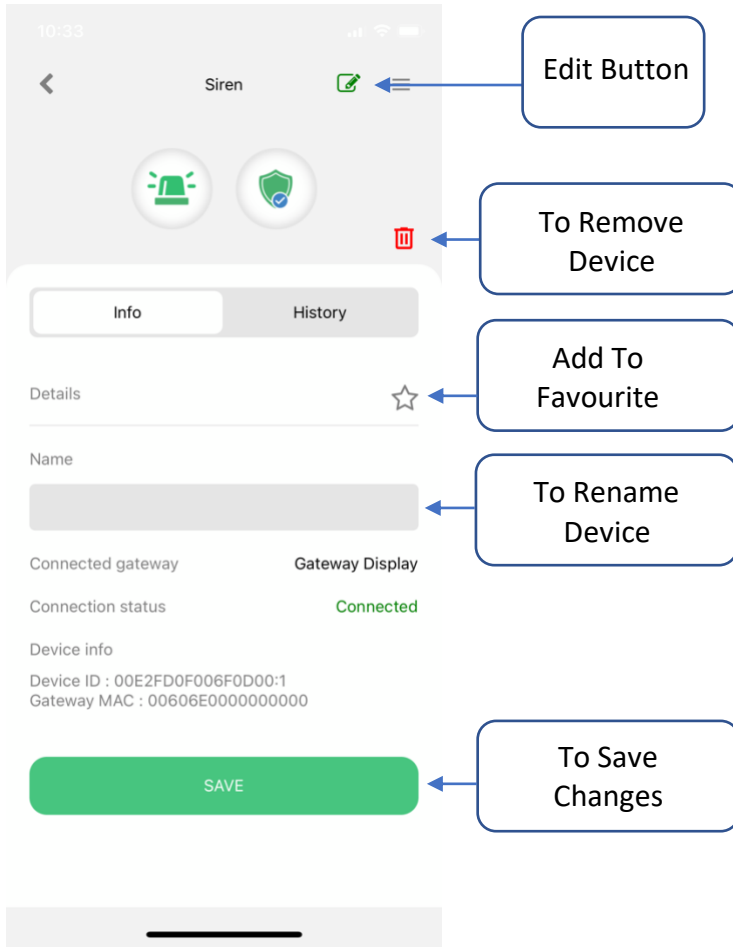 10:33
Siren
Edit Button
To Remove
Device
Info
History
Details
Add To
Favourite
Name
To Rename
Device
Connected gateway
Gateway Display
Connection status
Connected
Device info
Device ID : 00E2FD0F006F0D00:1
Gateway MAC : 00606E0000000000
SAVE
To Save
Changes